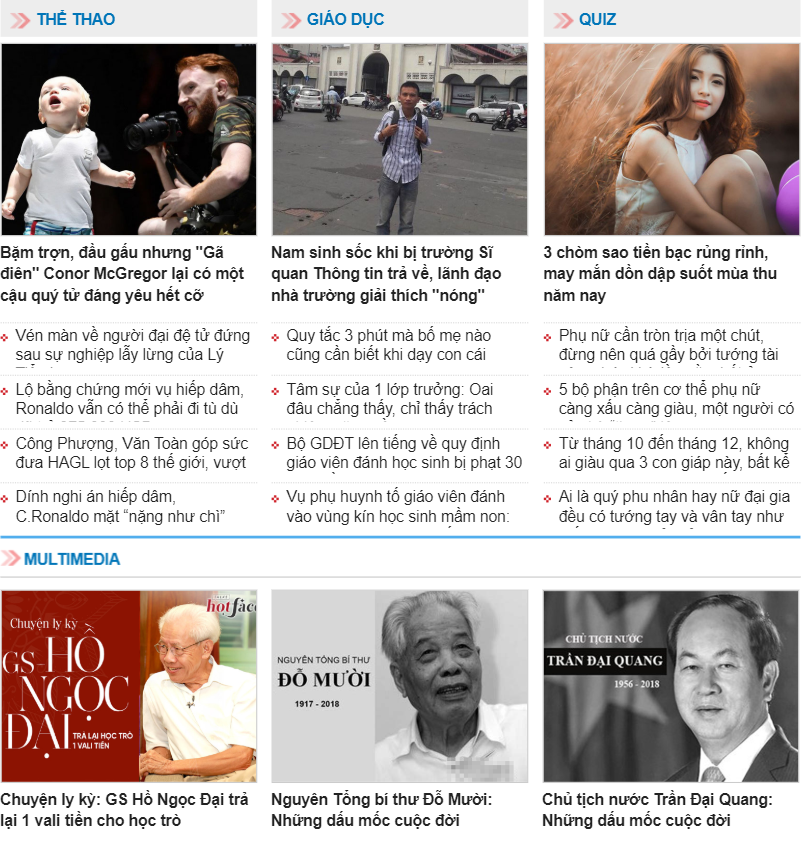 THỂ THAO
Bặm trợn, đầu gấu nhưng "Gã
điên" Conor McGregor lại có một
cậu quý tử đáng yêu hết cỡ
Vén màn về người đại đệ tử đứng
sau sự nghiệp lẫy lừng của Lý
Lộ bằng chứng mới vụ hiếp dâm,
Ronaldo vẫn có thể phải đi tù dù
Công Phượng, Văn Toàn góp sức
đưa HAGL lọt top 8 thế giới, vượt
Dính nghi án hiếp dâm,
C.Ronaldo mặt “nặng như chì”
GIÁO DỤC
Nam sinh sốc khi bị trường Sĩ
quan Thông tin trả về, lãnh đạo
nhà trường giải thích "nóng"
Quy tắc 3 phút mà bố mẹ nào
cũng cần biết khi dạy con cái
Tâm sự của 1 lớp trưởng: Oai
đâu chẳng thấy, chỉ thấy trách
Bộ GDĐT lên tiếng về quy định
giáo viên đánh học sinh bị phạt 30
Vụ phụ huynh tố giáo viên đánh
vào vùng kín học sinh mầm non:
QUIZ
3 chòm sao tiền bạc rủng rỉnh,
may mắn dồn dập suốt mùa thu
năm nay
Phụ nữ cần tròn trịa một chút,
đừng nên quá gầy bởi tướng tài
5 bộ phận trên cơ thể phụ nữ
càng xấu càng giàu, một người có
Từ tháng 10 đến tháng 12, không
ai giàu qua 3 con giáp này, bất kể
Ai là quý phu nhân hay nữ đại gia
đều có tướng tay và vân tay như
MULTIMEDIA
hotface
Chuyện ly kỳ
GS-HỒ
NGỌC
ĐẠI
TRẢ LẠI HỌC TRÒ
1 VALI TIỀN
Chuyện ly kỳ: GS Hồ Ngọc Đại trả
lại 1 vali tiền cho học trò
NGUYÊN TỔNG BÍ THƯ
ĐỖ MƯỜI
1917 - 2018
Nguyên Tổng bí thư Đỗ Mười:
Những dấu mốc cuộc đời
CHỦ TỊCH NƯỚC
TRẦN ĐẠI QUANG
1956 - 2018
Chủ tịch nước Trần Đại Quang:
Những dấu mốc cuộc đời